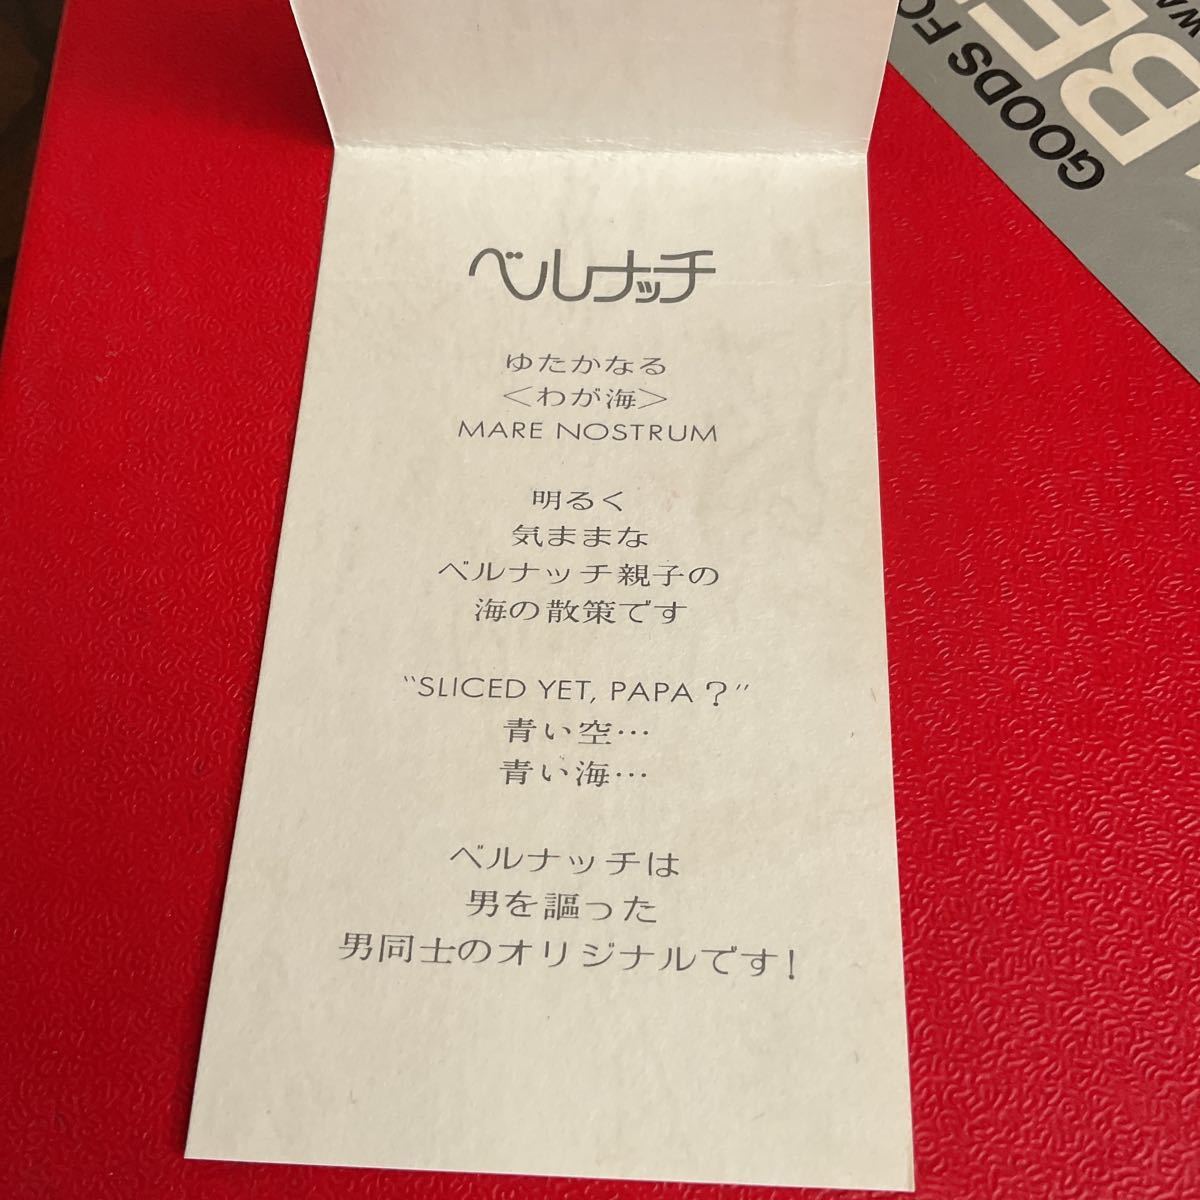 ベルナッチ
ゆたかなる
＜わが海＞
MARE NOSTRUM
明るく
気ままな
ベルナッチ親子の
海の散策です
"SLICED YET, PAPA？"
青い空…
青い海…
ベルナッチは
男を謳った
男同士のオリジナルです！
GOODS FO
BE
WA